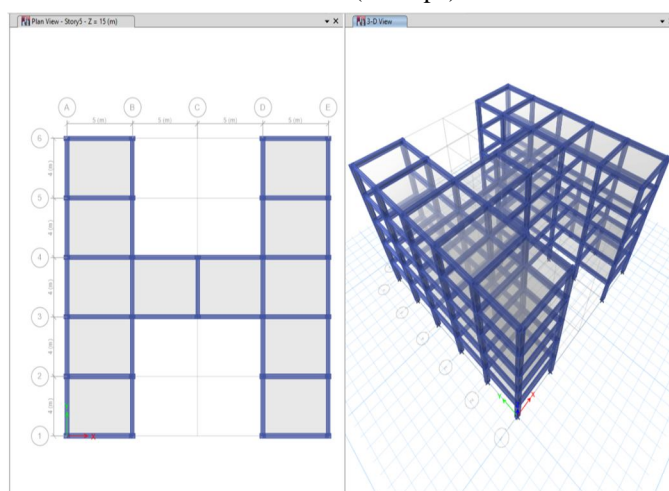 Plan View - Story5 - Z = 15 (m)
3-D View
A B C D E
5 (m) 5 (m) 5 (m) 5 (m)
6
4 (m)
5
4 (m)
4
4 (m)
3
4 (m)
2
4 (m)
1
X
X
Y